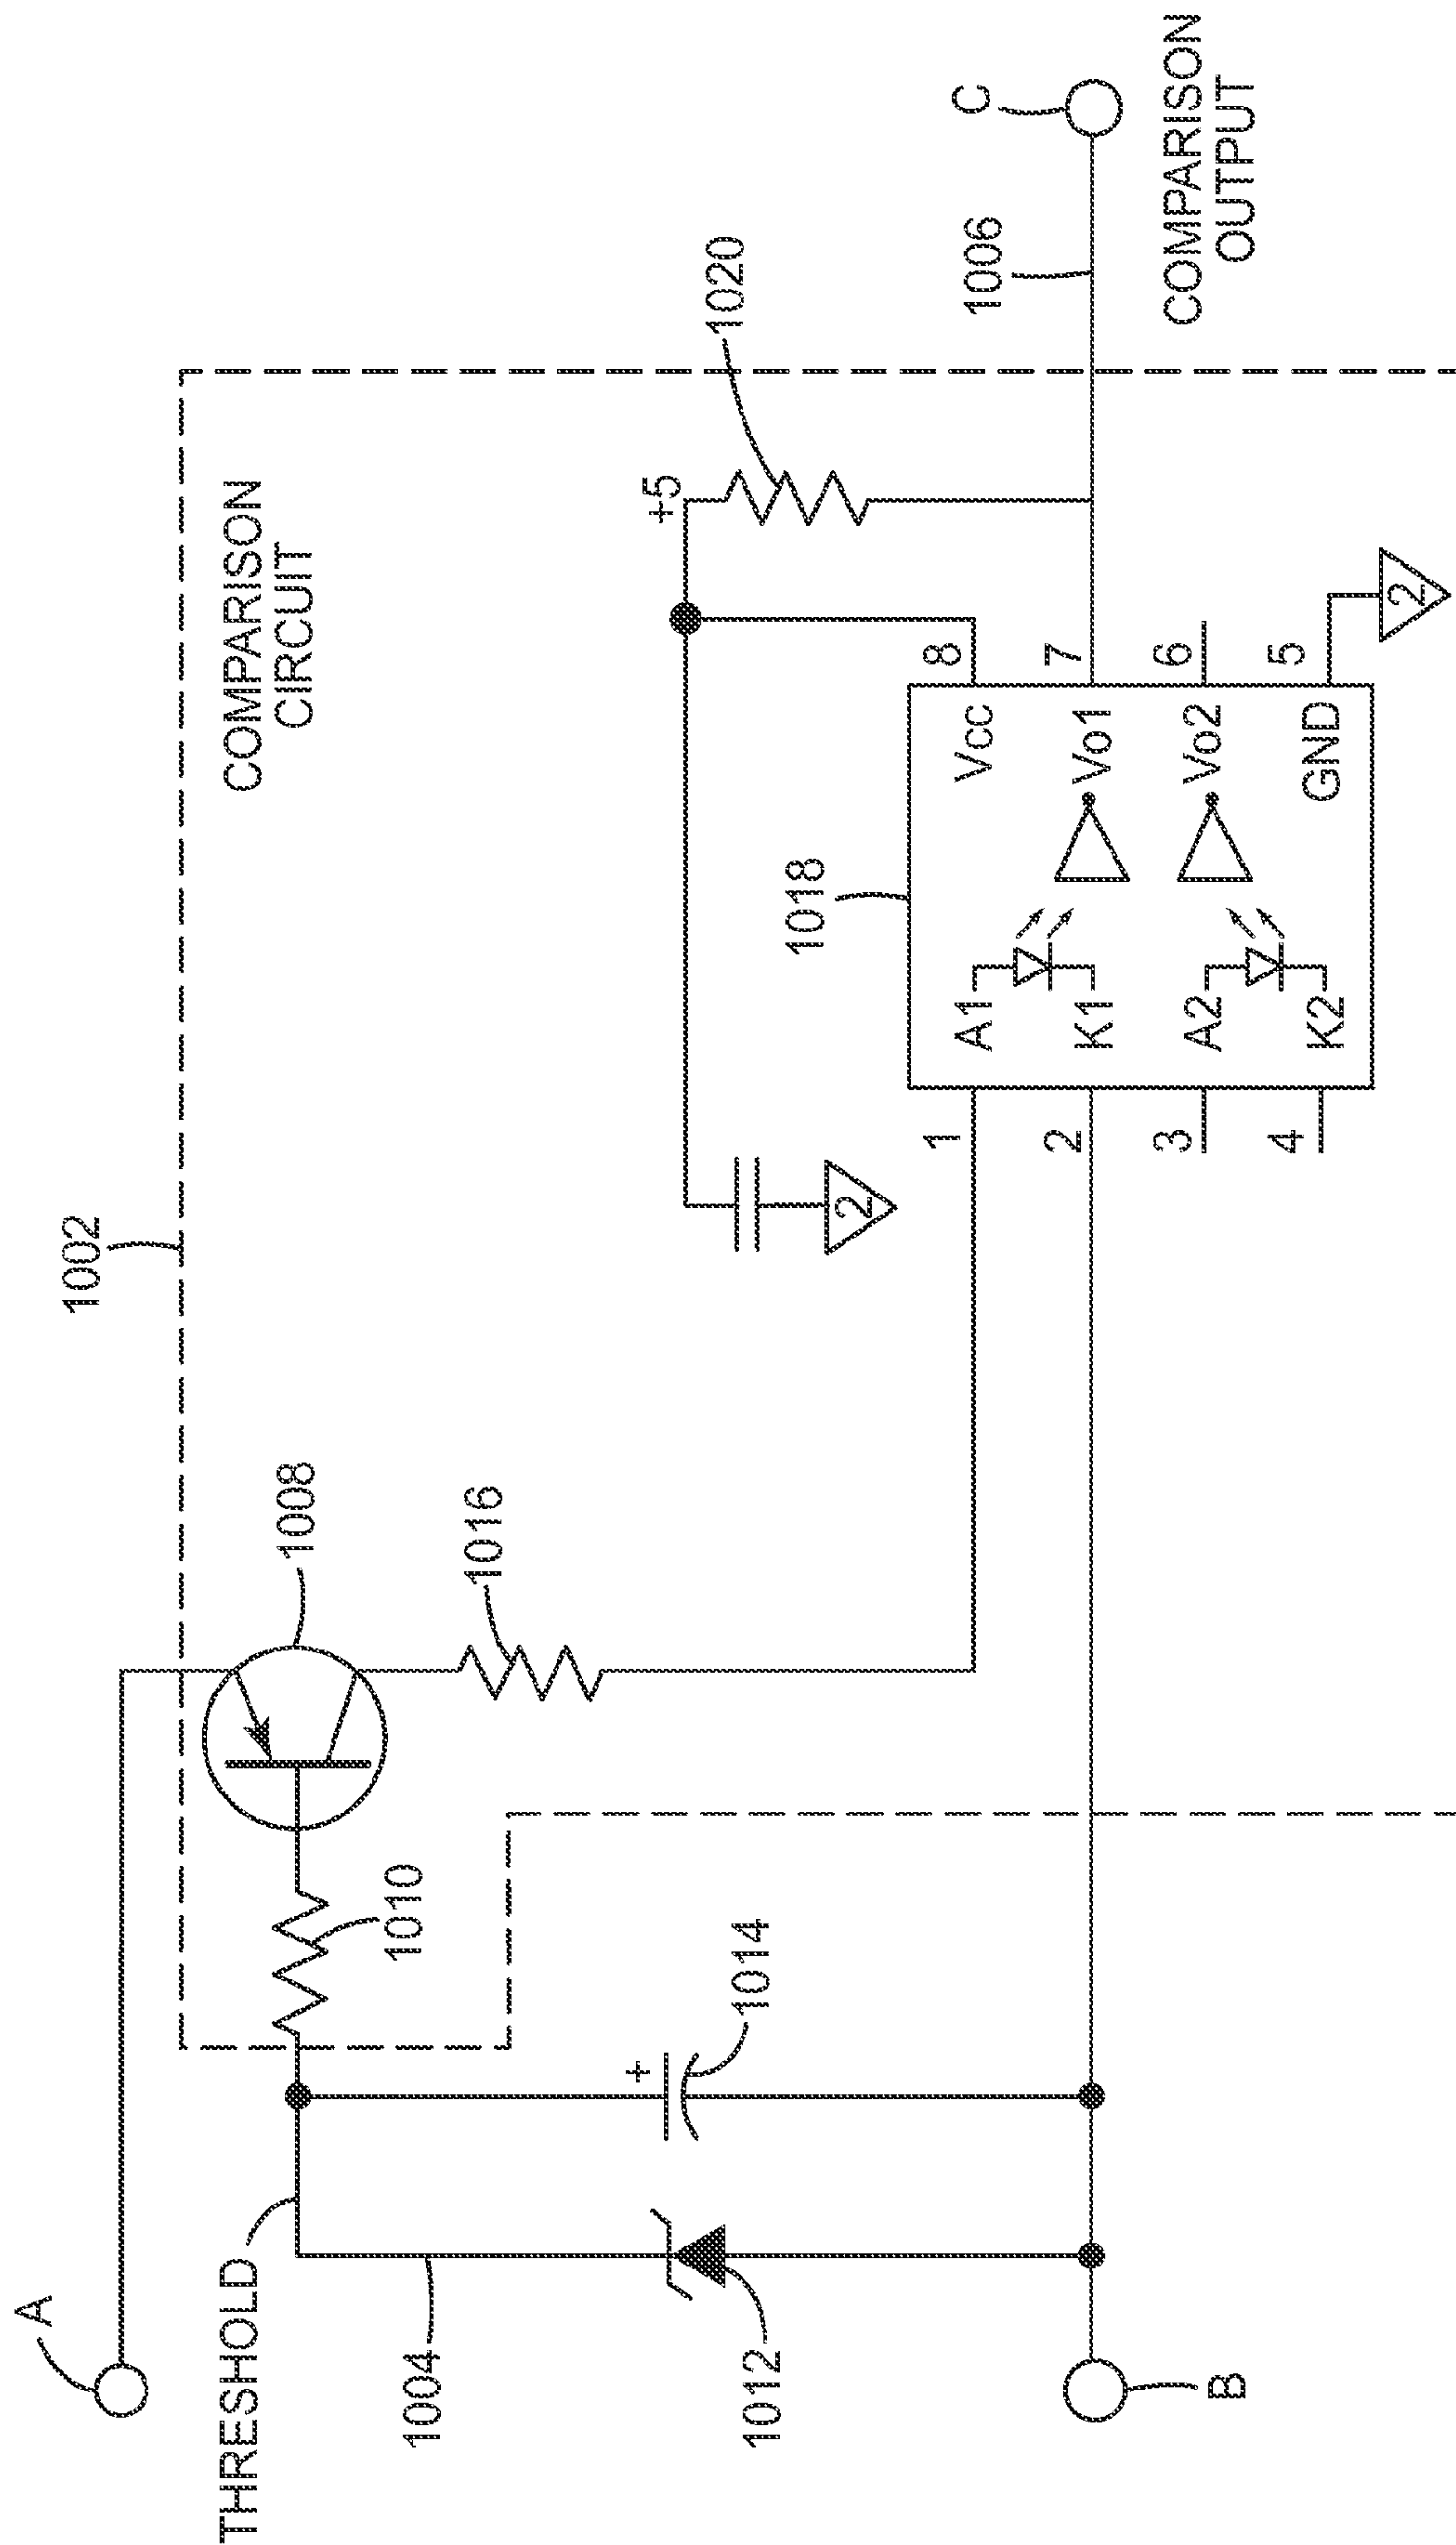 1002
COMPARISON
CIRCUIT
A
THRESHOLD
1004
1012
B
+
1014
1010
1008
1016
+5
1020
2
1018
1
2
3
4
A1
K1
A2
K2
Vcc
Vo1
Vo2
GND
8
7
6
5
2
1006
C
COMPARISON
OUTPUT